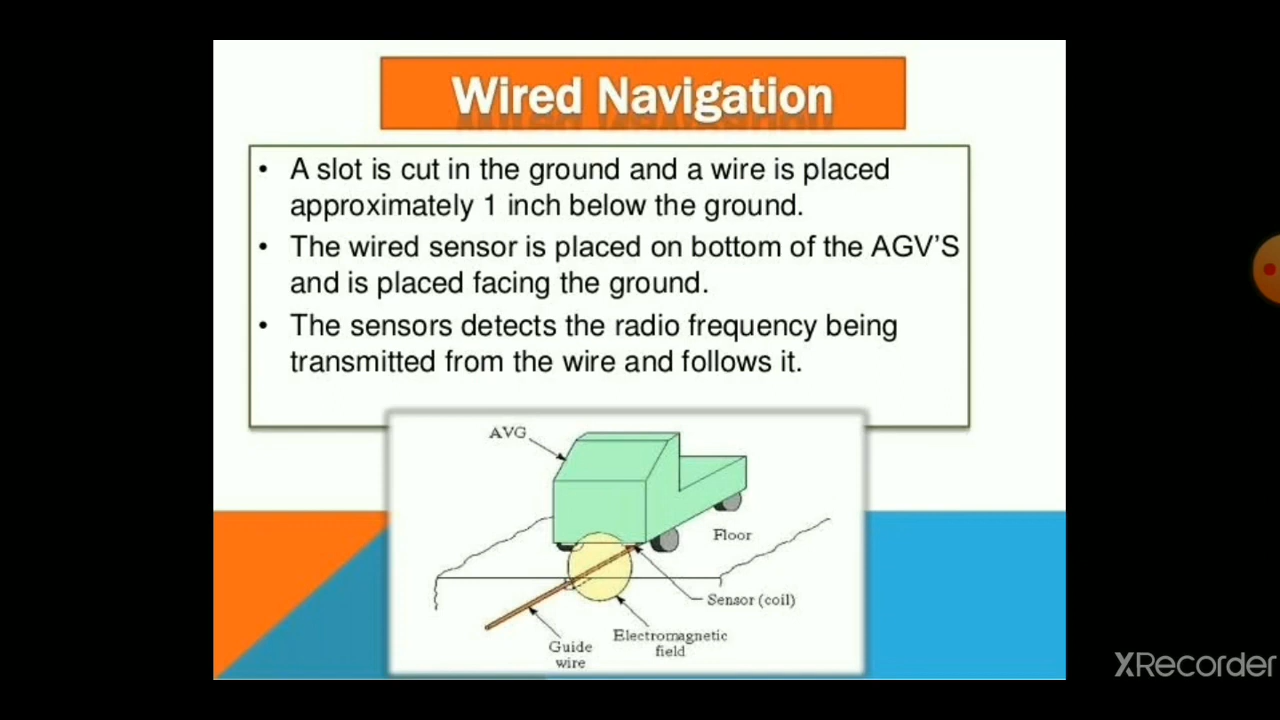 Wired Navigation
• A slot is cut in the ground and a wire is placed
approximately 1 inch below the ground.
• The wired sensor is placed on bottom of the AGV'S
and is placed facing the ground.
• The sensors detects the radio frequency being
transmitted from the wire and follows it.
AVG
Floor
Sensor (coil)
Electromagnetic
field
Guide
wire
XRecorder